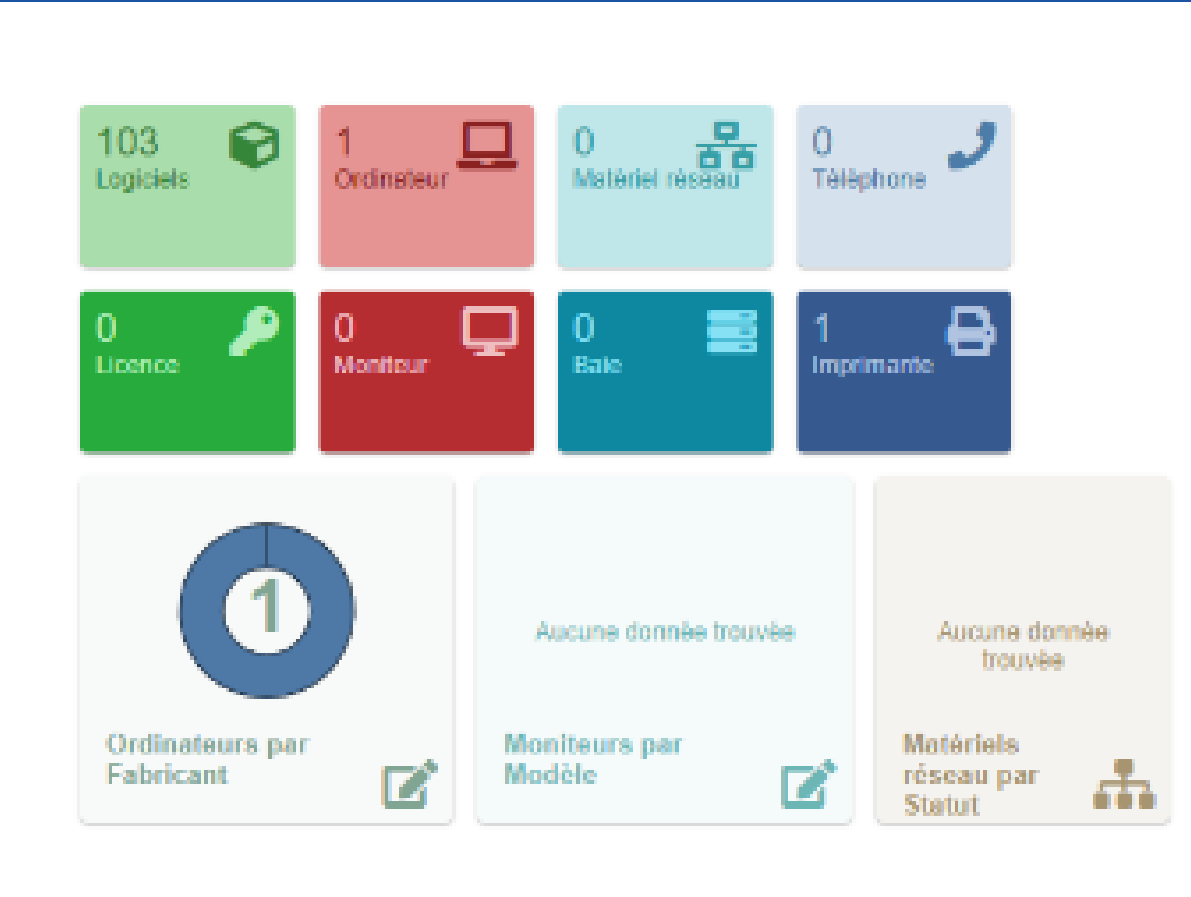 103
Logiciels
1
Ordinateur
0
Matériel réseau
0
Téléphone
0
Licence
0
Moniteur
0
Baie
1
Imprimante
1
Ordinateurs par
Fabricant
Aucune donnée trouvée
Moniteurs par
Modèle
Aucune donnée
trouvée
Matériels
réseau par
Statut